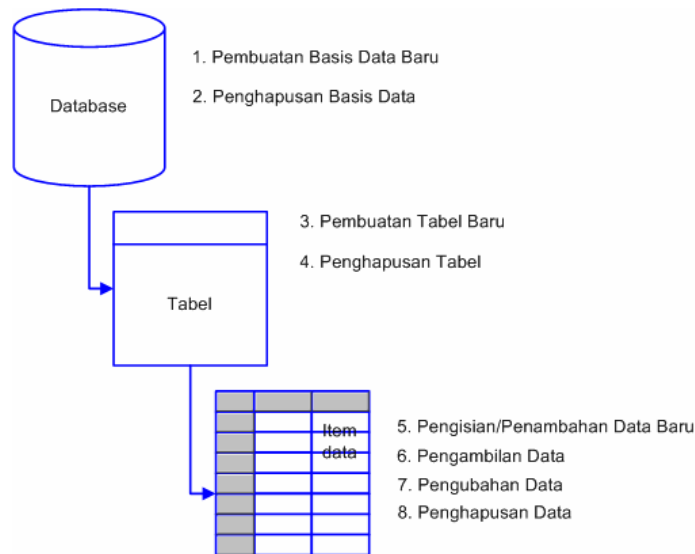 1. Pembuatan Basis Data Baru
Database
2. Penghapusan Basis Data
3. Pembuatan Tabel Baru
4. Penghapusan Tabel
Tabel
Item
data
5. Pengisian/Penambahan Data Baru
6. Pengambilan Data
7. Pengubahan Data
8. Penghapusan Data